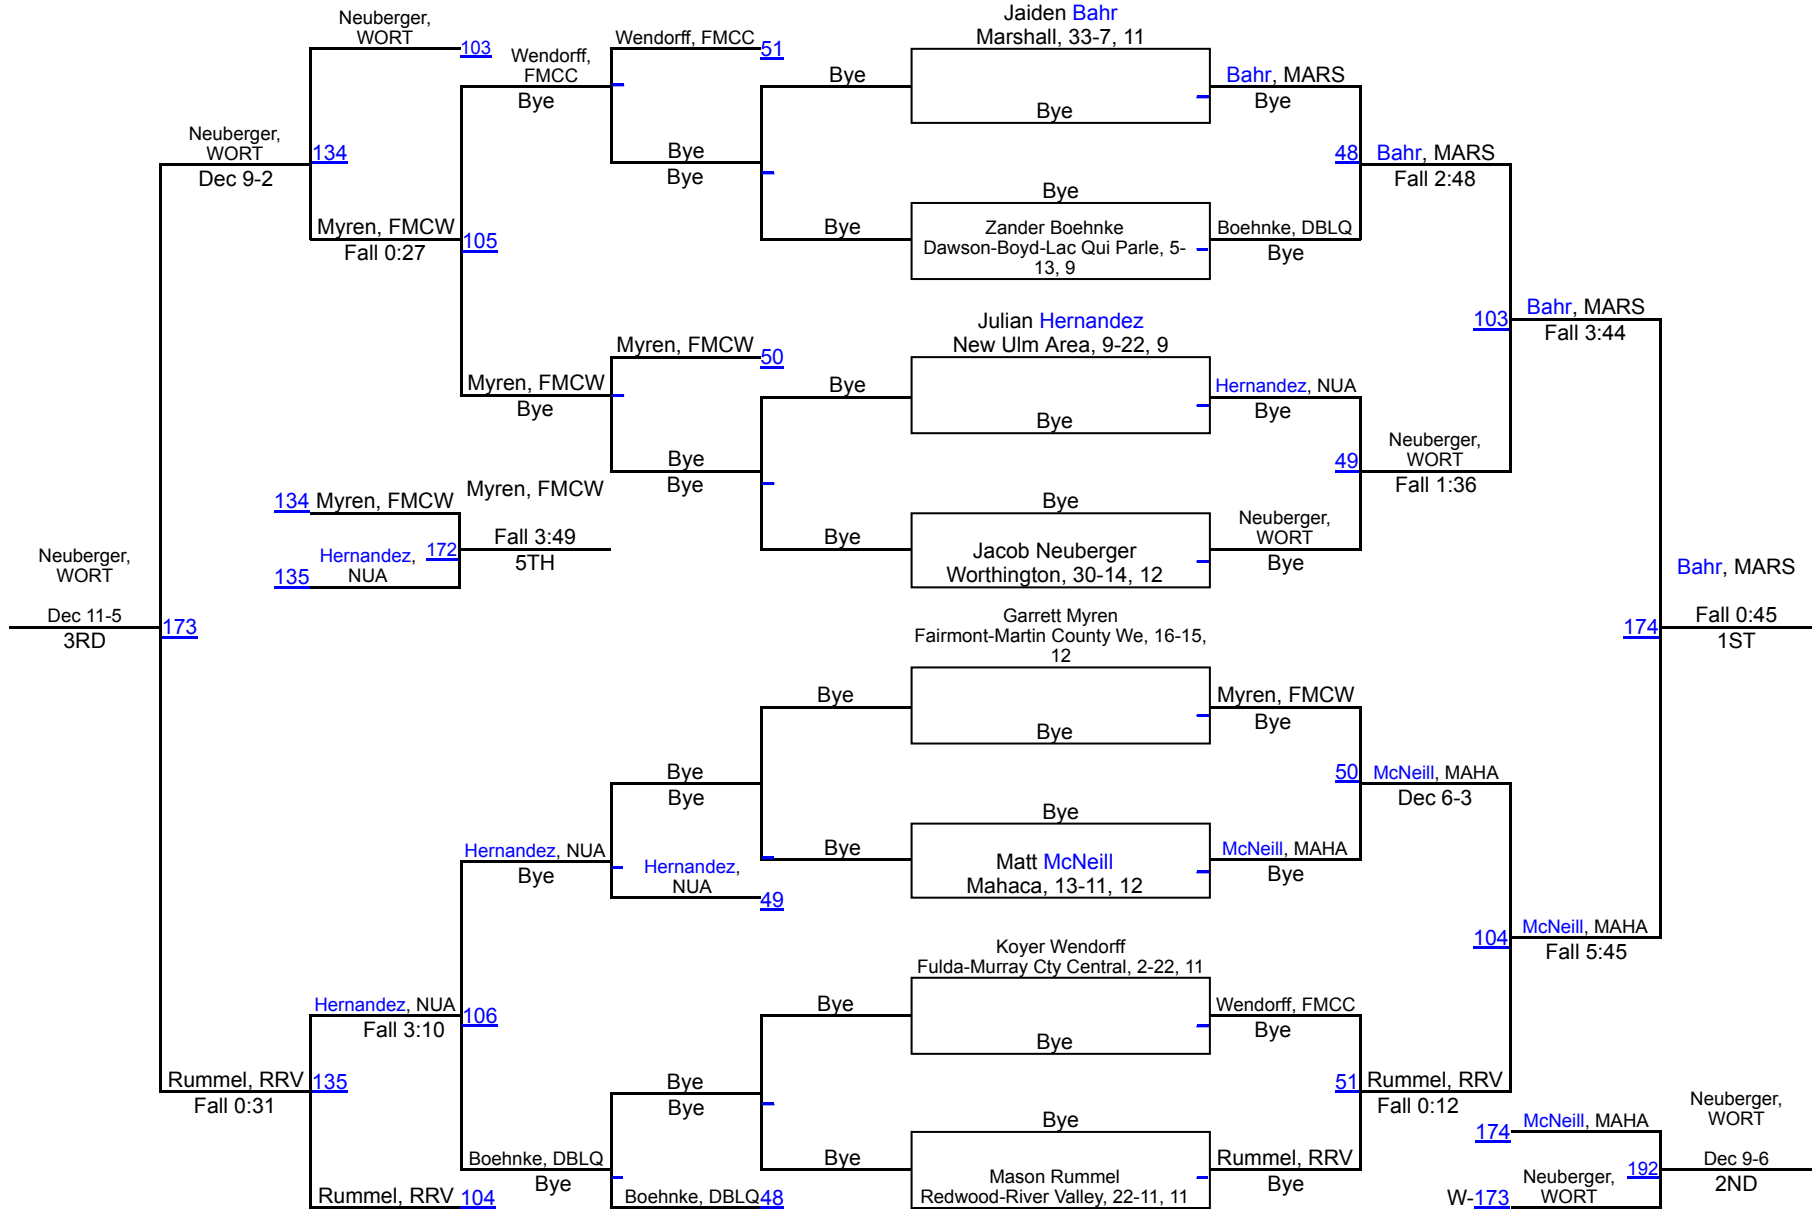 Neuberger,
WORT
103
Wendorff,
FMCC
Bye
Wendorff, FMCC
51
Neuberger,
WORT
Dec 9-2
134
Myren, FMCW
Fall 0:27
105
Bye
Bye
Myren, FMCW
Bye
Myren, FMCW
50
Bye
Bye
134
Myren, FMCW
Hernandez,
NUA
135
172
Myren, FMCW
Fall 3:49
5TH
Neuberger,
WORT
Dec 11-5
3RD
173
Bye
Bye
Hernandez, NUA
Bye
Hernandez,
NUA
49
Hernandez, NUA
Fall 3:10
106
Rummel, RRV
Fall 0:31
135
Bye
Bye
Boehnke, DBLQ
Bye
Boehnke, DBLQ
48
Rummel, RRV
104
Jaiden Bahr
Marshall, 33-7, 11
Bye
Bye
Bahr, MARS
Bye
Bye
Bye
Zander Boehnke
Dawson-Boyd-Lac Qui Parle, 5-
13, 9
Boehnke, DBLQ
Bye
48
Bahr, MARS
Fall 2:48
Julian Hernandez
New Ulm Area, 9-22, 9
Bye
Bye
Hernandez, NUA
Bye
Bye
Bye
Jacob Neuberger
Worthington, 30-14, 12
Neuberger,
WORT
Bye
49
Neuberger,
WORT
Fall 1:36
103
Bahr, MARS
Fall 3:44
Garrett Myren
Fairmont-Martin County We, 16-15,
12
Bye
Bye
Myren, FMCW
Bye
Bye
Bye
Matt McNeill
Mahaca, 13-11, 12
McNeill, MAHA
Bye
50
McNeill, MAHA
Dec 6-3
Koyer Wendorff
Fulda-Murray Cty Central, 2-22, 11
Bye
Bye
Wendorff, FMCC
Bye
Bye
Bye
Mason Rummel
Redwood-River Valley, 22-11, 11
Rummel, RRV
Bye
51
Rummel, RRV
Fall 0:12
104
McNeill, MAHA
Fall 5:45
174
Bahr, MARS
Fall 0:45
1ST
174
McNeill, MAHA
W-173
Neuberger,
WORT
192
Neuberger,
WORT
Dec 9-6
2ND